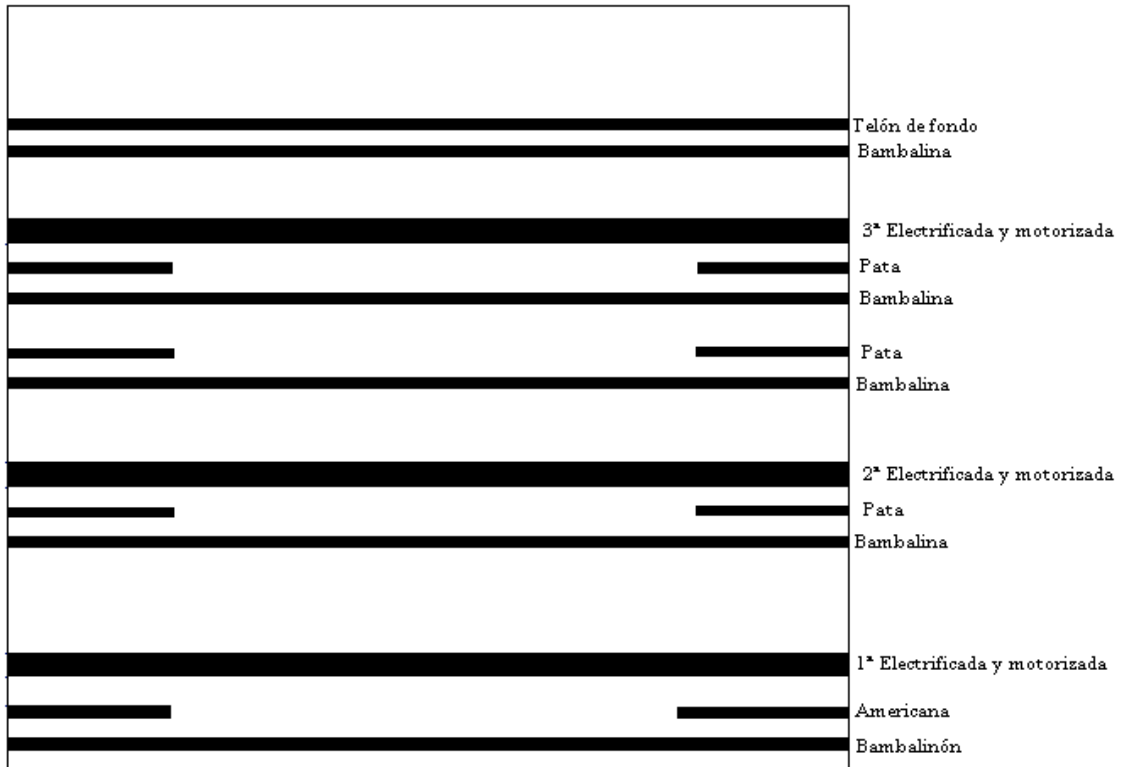 Telón de fondo
Bambalina
3ª Electrificada y motorizada
Pata
Bambalina
Pata
Bambalina
2ª Electrificada y motorizada
Pata
Bambalina
1ª Electrificada y motorizada
Americana
Bambalinón